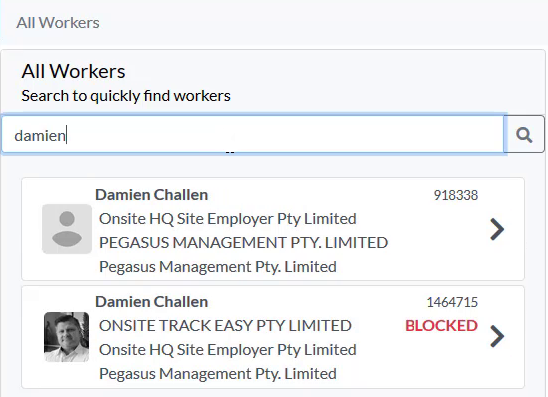 All Workers
All Workers
Search to quickly find workers
damien
Damien Challen 918338
Onsite HQ Site Employer Pty Limited
PEGASUS MANAGEMENT PTY. LIMITED
Pegasus Management Pty. Limited
Damien Challen 1464715
ONSITE TRACK EASY PTY LIMITED BLOCKED
Onsite HQ Site Employer Pty Limited
Pegasus Management Pty. Limited